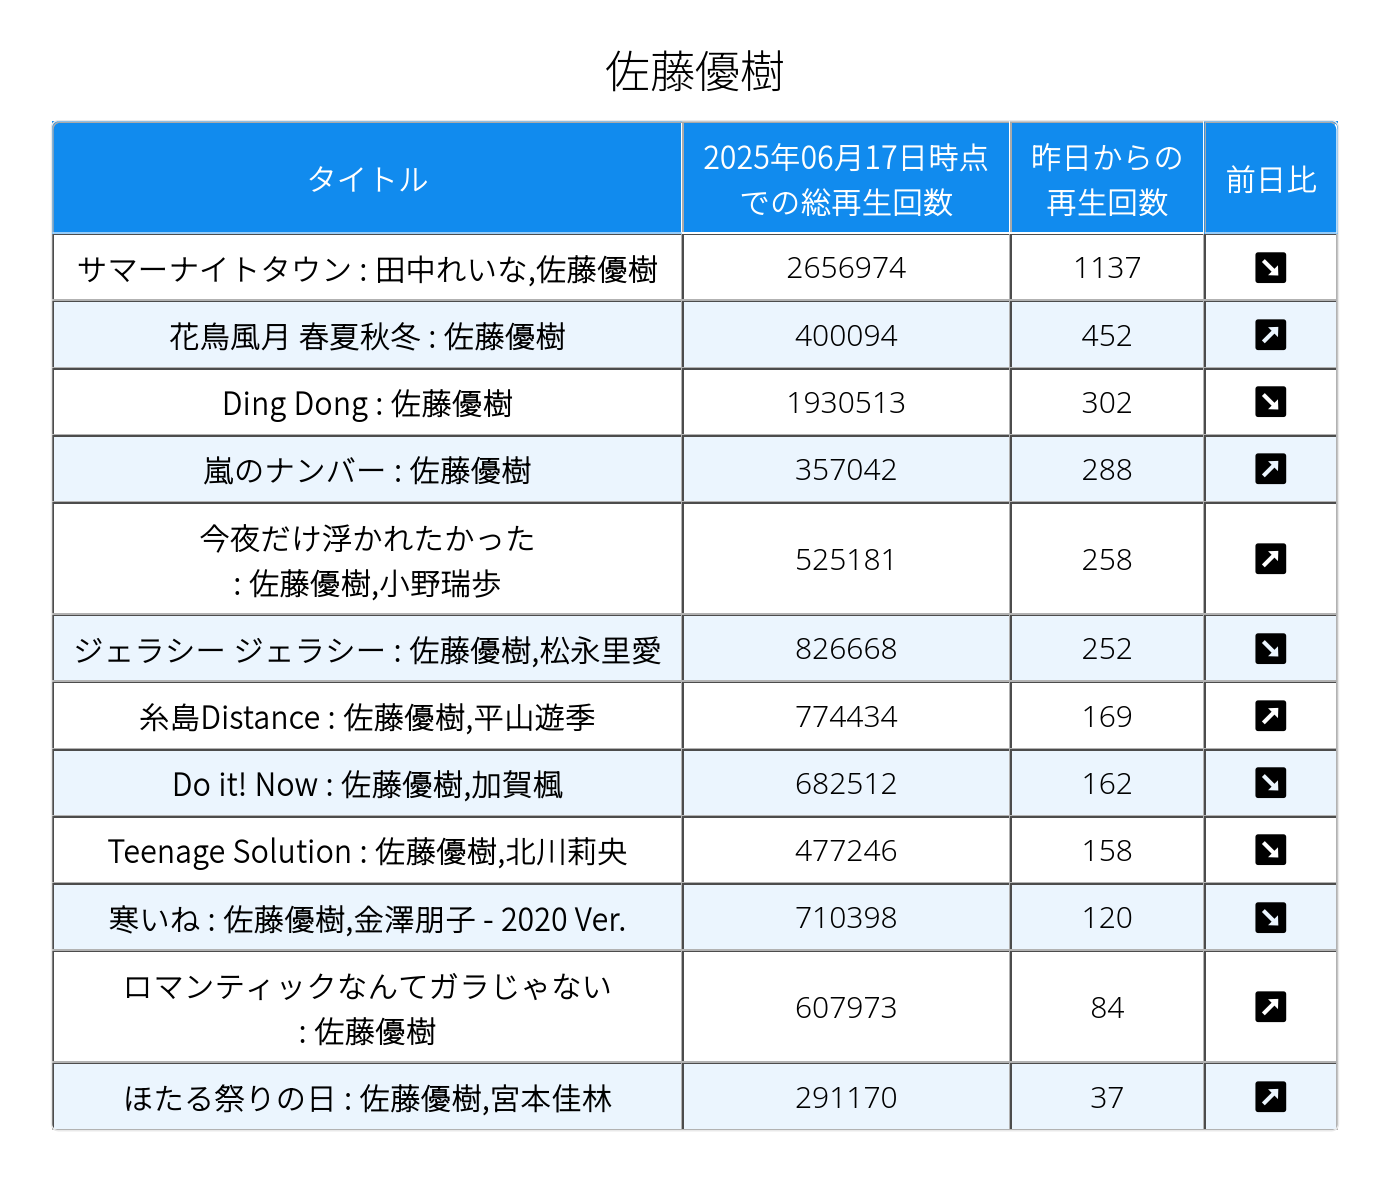 佐藤優樹
タイトル
2025年06月17日時点
での総再生回数
昨日からの
再生回数
前日比
サマーナイトタウン : 田中れいな,佐藤優樹 2656974 1137
花鳥風月 春夏秋冬 : 佐藤優樹 400094 452
Ding Dong : 佐藤優樹 1930513 302
嵐のナンバー : 佐藤優樹 357042 288
今夜だけ浮かれたかった
: 佐藤優樹,小野瑞歩 525181 258
ジェラシー ジェラシー : 佐藤優樹,松永里愛 826668 252
糸島Distance : 佐藤優樹,平山遊季 774434 169
Do it! Now : 佐藤優樹,加賀楓 682512 162
Teenage Solution : 佐藤優樹,北川莉央 477246 158
寒いね : 佐藤優樹,金澤朋子 - 2020 Ver. 710398 120
ロマンティックなんてガラじゃない
: 佐藤優樹 607973 84
ほたる祭りの日 : 佐藤優樹,宮本佳林 291170 37